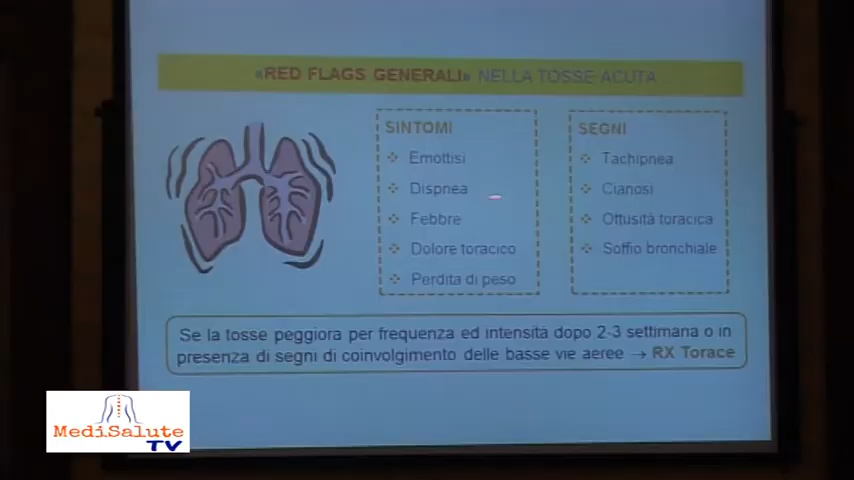 «RED FLAGS GENERALI» NELLA TOSSE ACUTA
SINTOMI
Emottisi
Dispnea
Febbre
Dolore toracico
Perdita di peso
SEGNI
Tachipnea
Cianosi
Ottusità toracica
Soffio bronchiale
Se la tosse peggiora per frequenza ed intensità dopo 2-3 settimana o in
presenza di segni di coinvolgimento delle basse vie aeree → RX Torace
MediSalute
TV